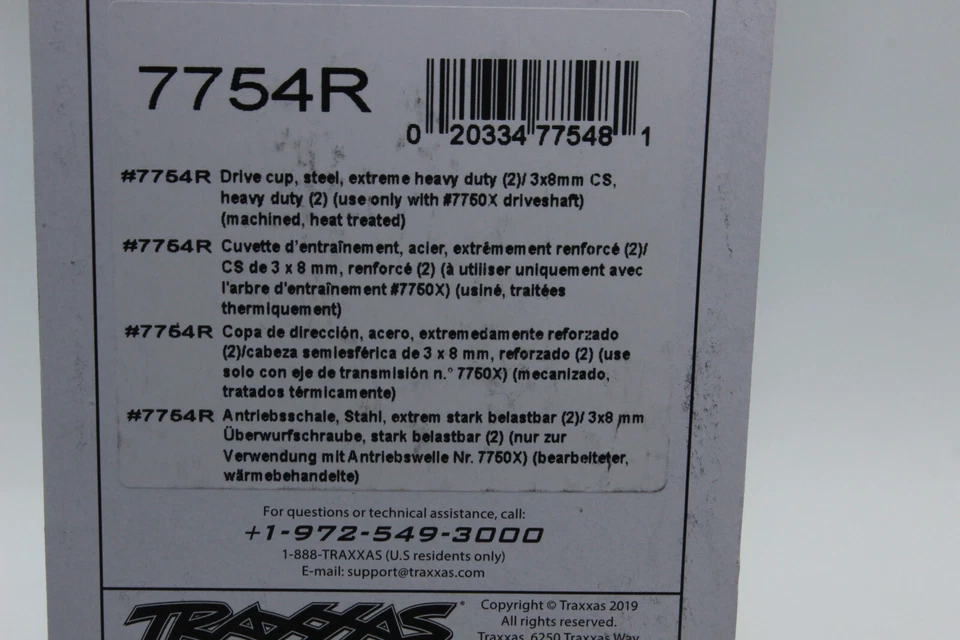 7754R
0 20334 77548 1
#7754R Drive cup, steel, extreme heavy duty (2)/ 3x8mm CS,
heavy duty (2) (use only with #7750X driveshaft)
(machined, heat treated)
#7754R Cuvette d'entraînement, acier, extrêmement renforcé (2)/
CS de 3 x 8 mm, renforcé (2) (à utiliser uniquement avec
l'arbre d'entraînement #7750X) (usiné, traitées
thermiquement)
#7754R Copa de dirección, acero, extremedamente reforzado
(2)/cabeza semiesférica de 3 x 8 mm, reforzado (2) (use
solo con eje de transmisión n.° 7750X) (mecanizado,
tratados térmicamente)
#7754R Antriebsschale, Stahl, extrem stark belastbar (2)/ 3x8 mm
Überwurfschraube, stark belastbar (2) (nur zur
Verwendung mit Antriebswelle Nr. 7750X) (bearbeiteter,
wärmebehandelte)
For questions or technical assistance, call:
+1-972-549-3000
1-888-TRAXXAS (U.S residents only)
E-mail: support@traxxas.com
TRAXXAS®
Copyright © Traxxas 2019
All rights reserved.
Traxxas, 6250 Traxxas Way